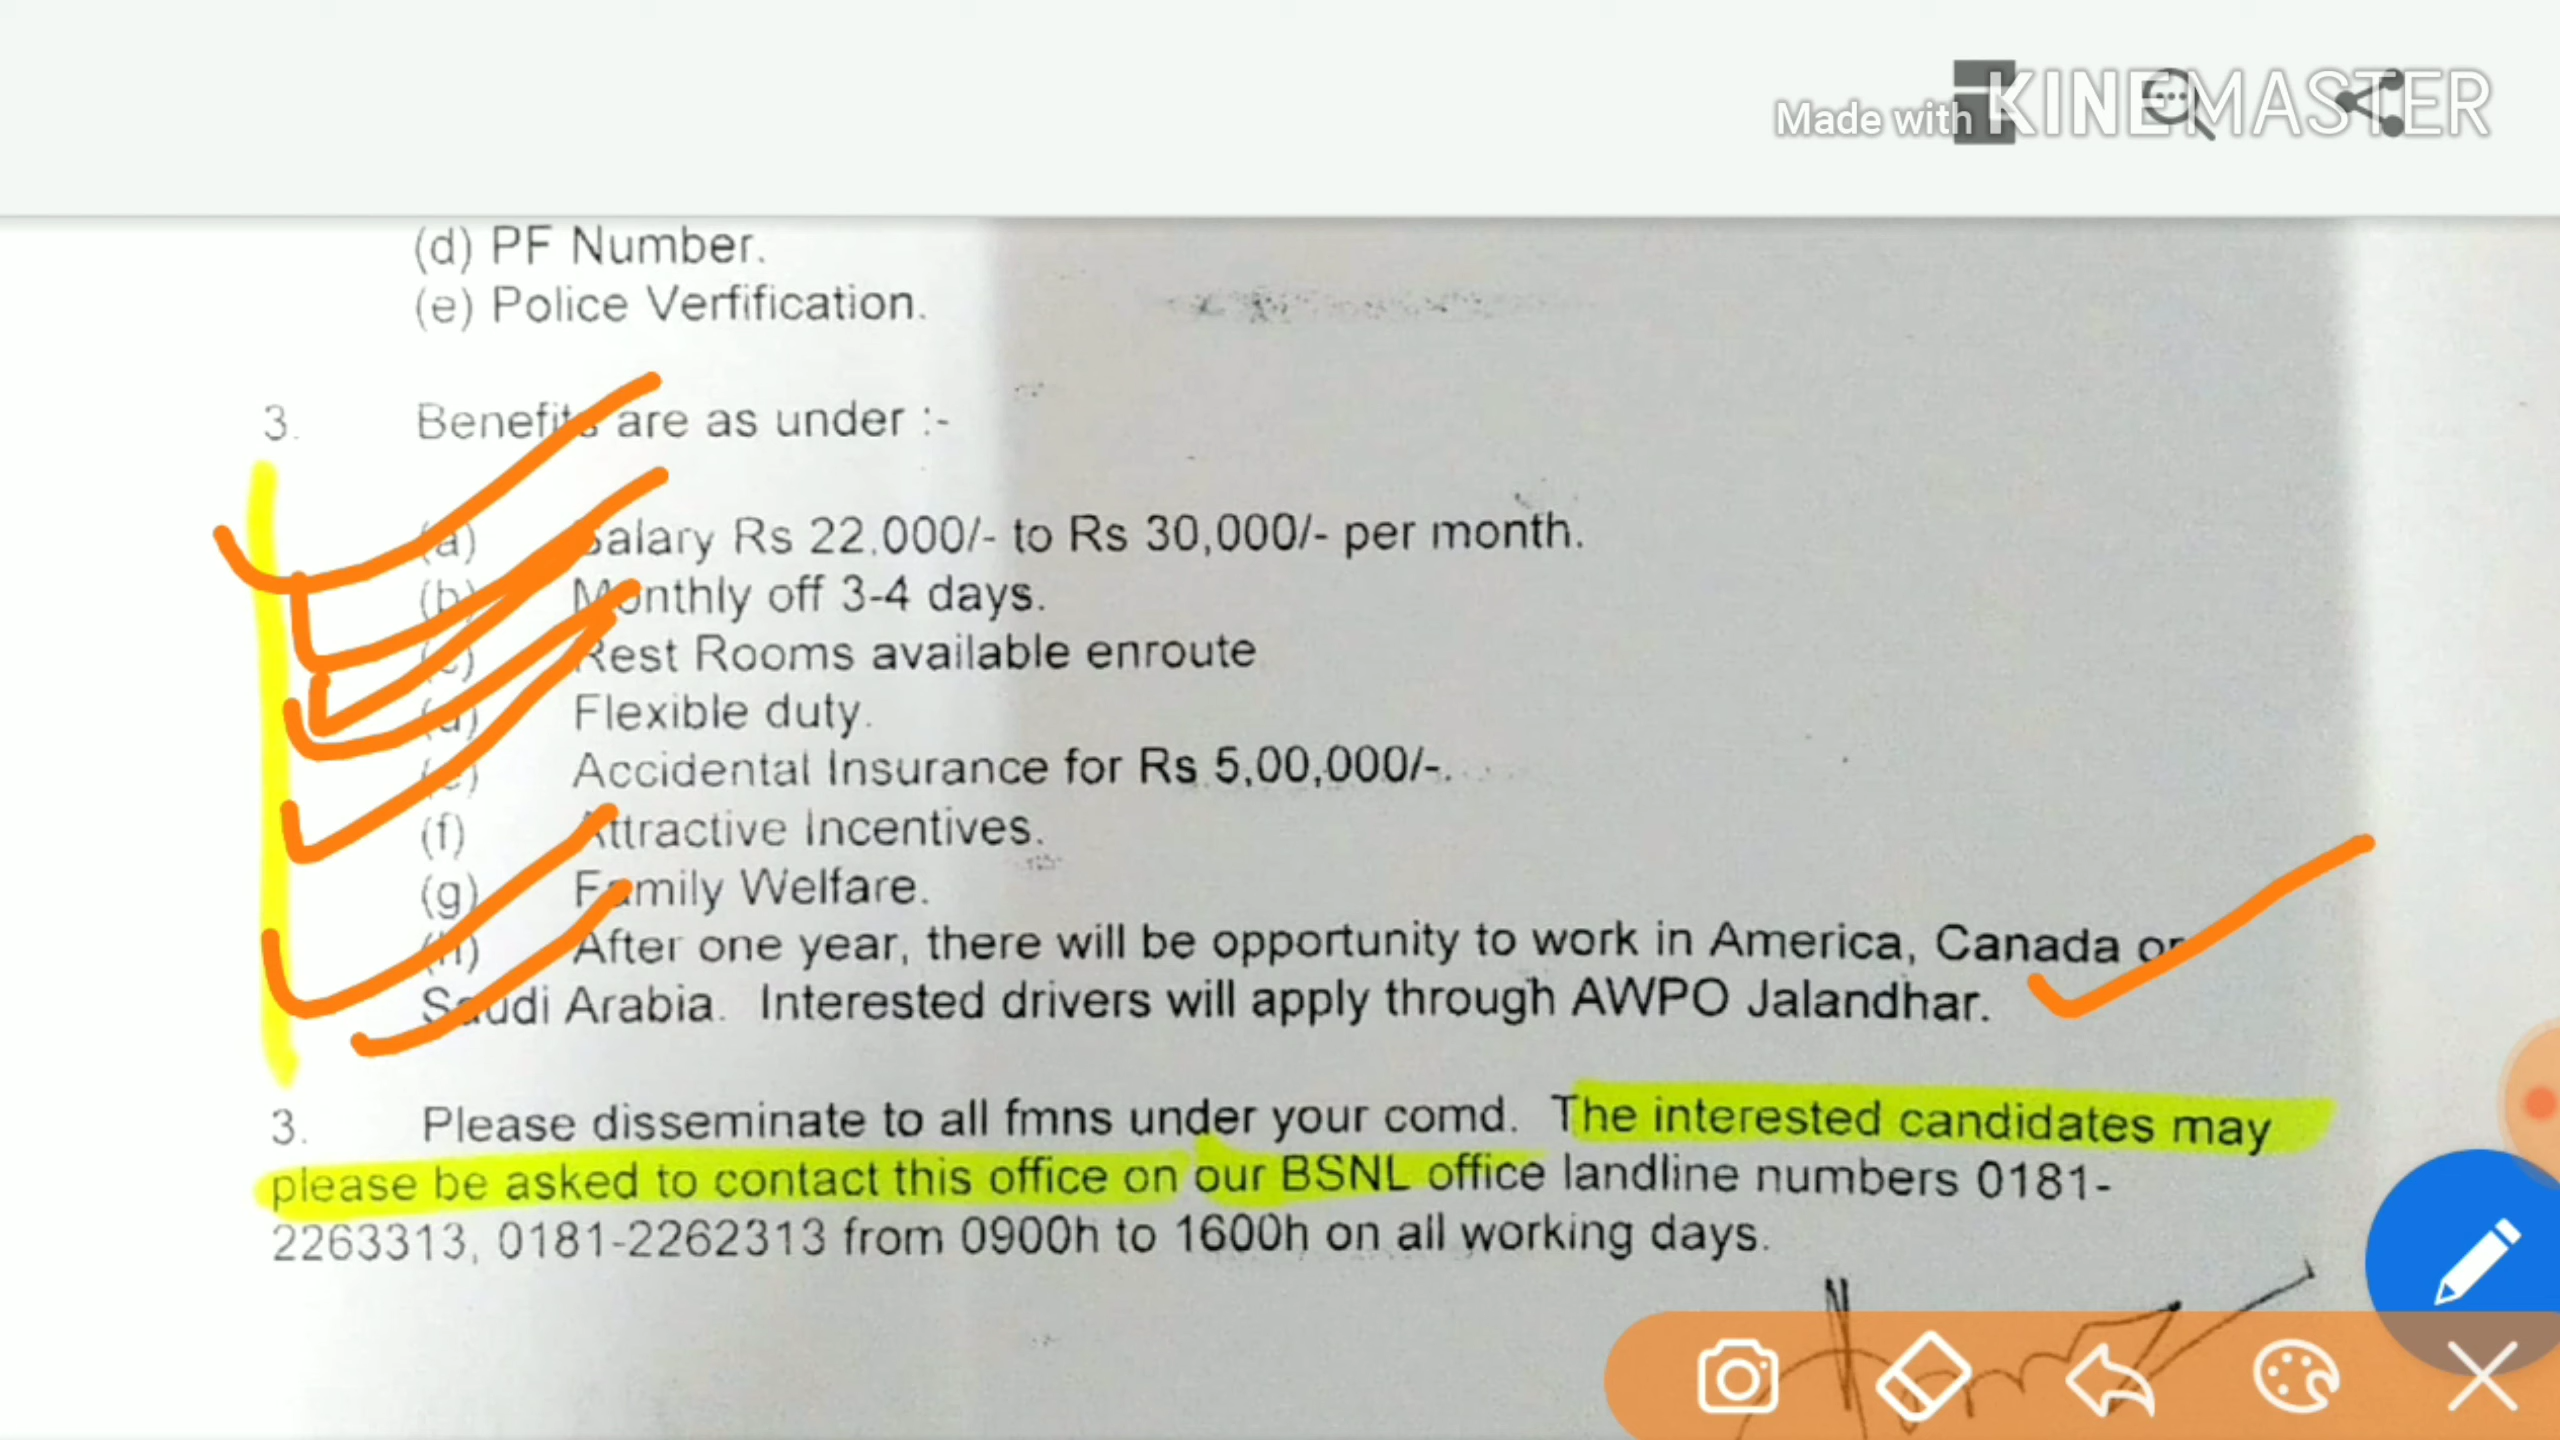 Made with KINEMASTER
(d) PF Number.
(e) Police Verfification.
3. Benefits are as under :-
(a) Salary Rs 22,000/- to Rs 30,000/- per month.
(b) Monthly off 3-4 days.
(c) Rest Rooms available enroute
(d) Flexible duty.
(e) Accidental Insurance for Rs 5,00,000/-.
(f) Attractive Incentives.
(g) Family Welfare.
(h) After one year, there will be opportunity to work in America, Canada or
Saudi Arabia. Interested drivers will apply through AWPO Jalandhar.
3. Please disseminate to all fmns under your comd. The interested candidates may
please be asked to contact this office on our BSNL office landline numbers 0181-
2263313, 0181-2262313 from 0900h to 1600h on all working days.